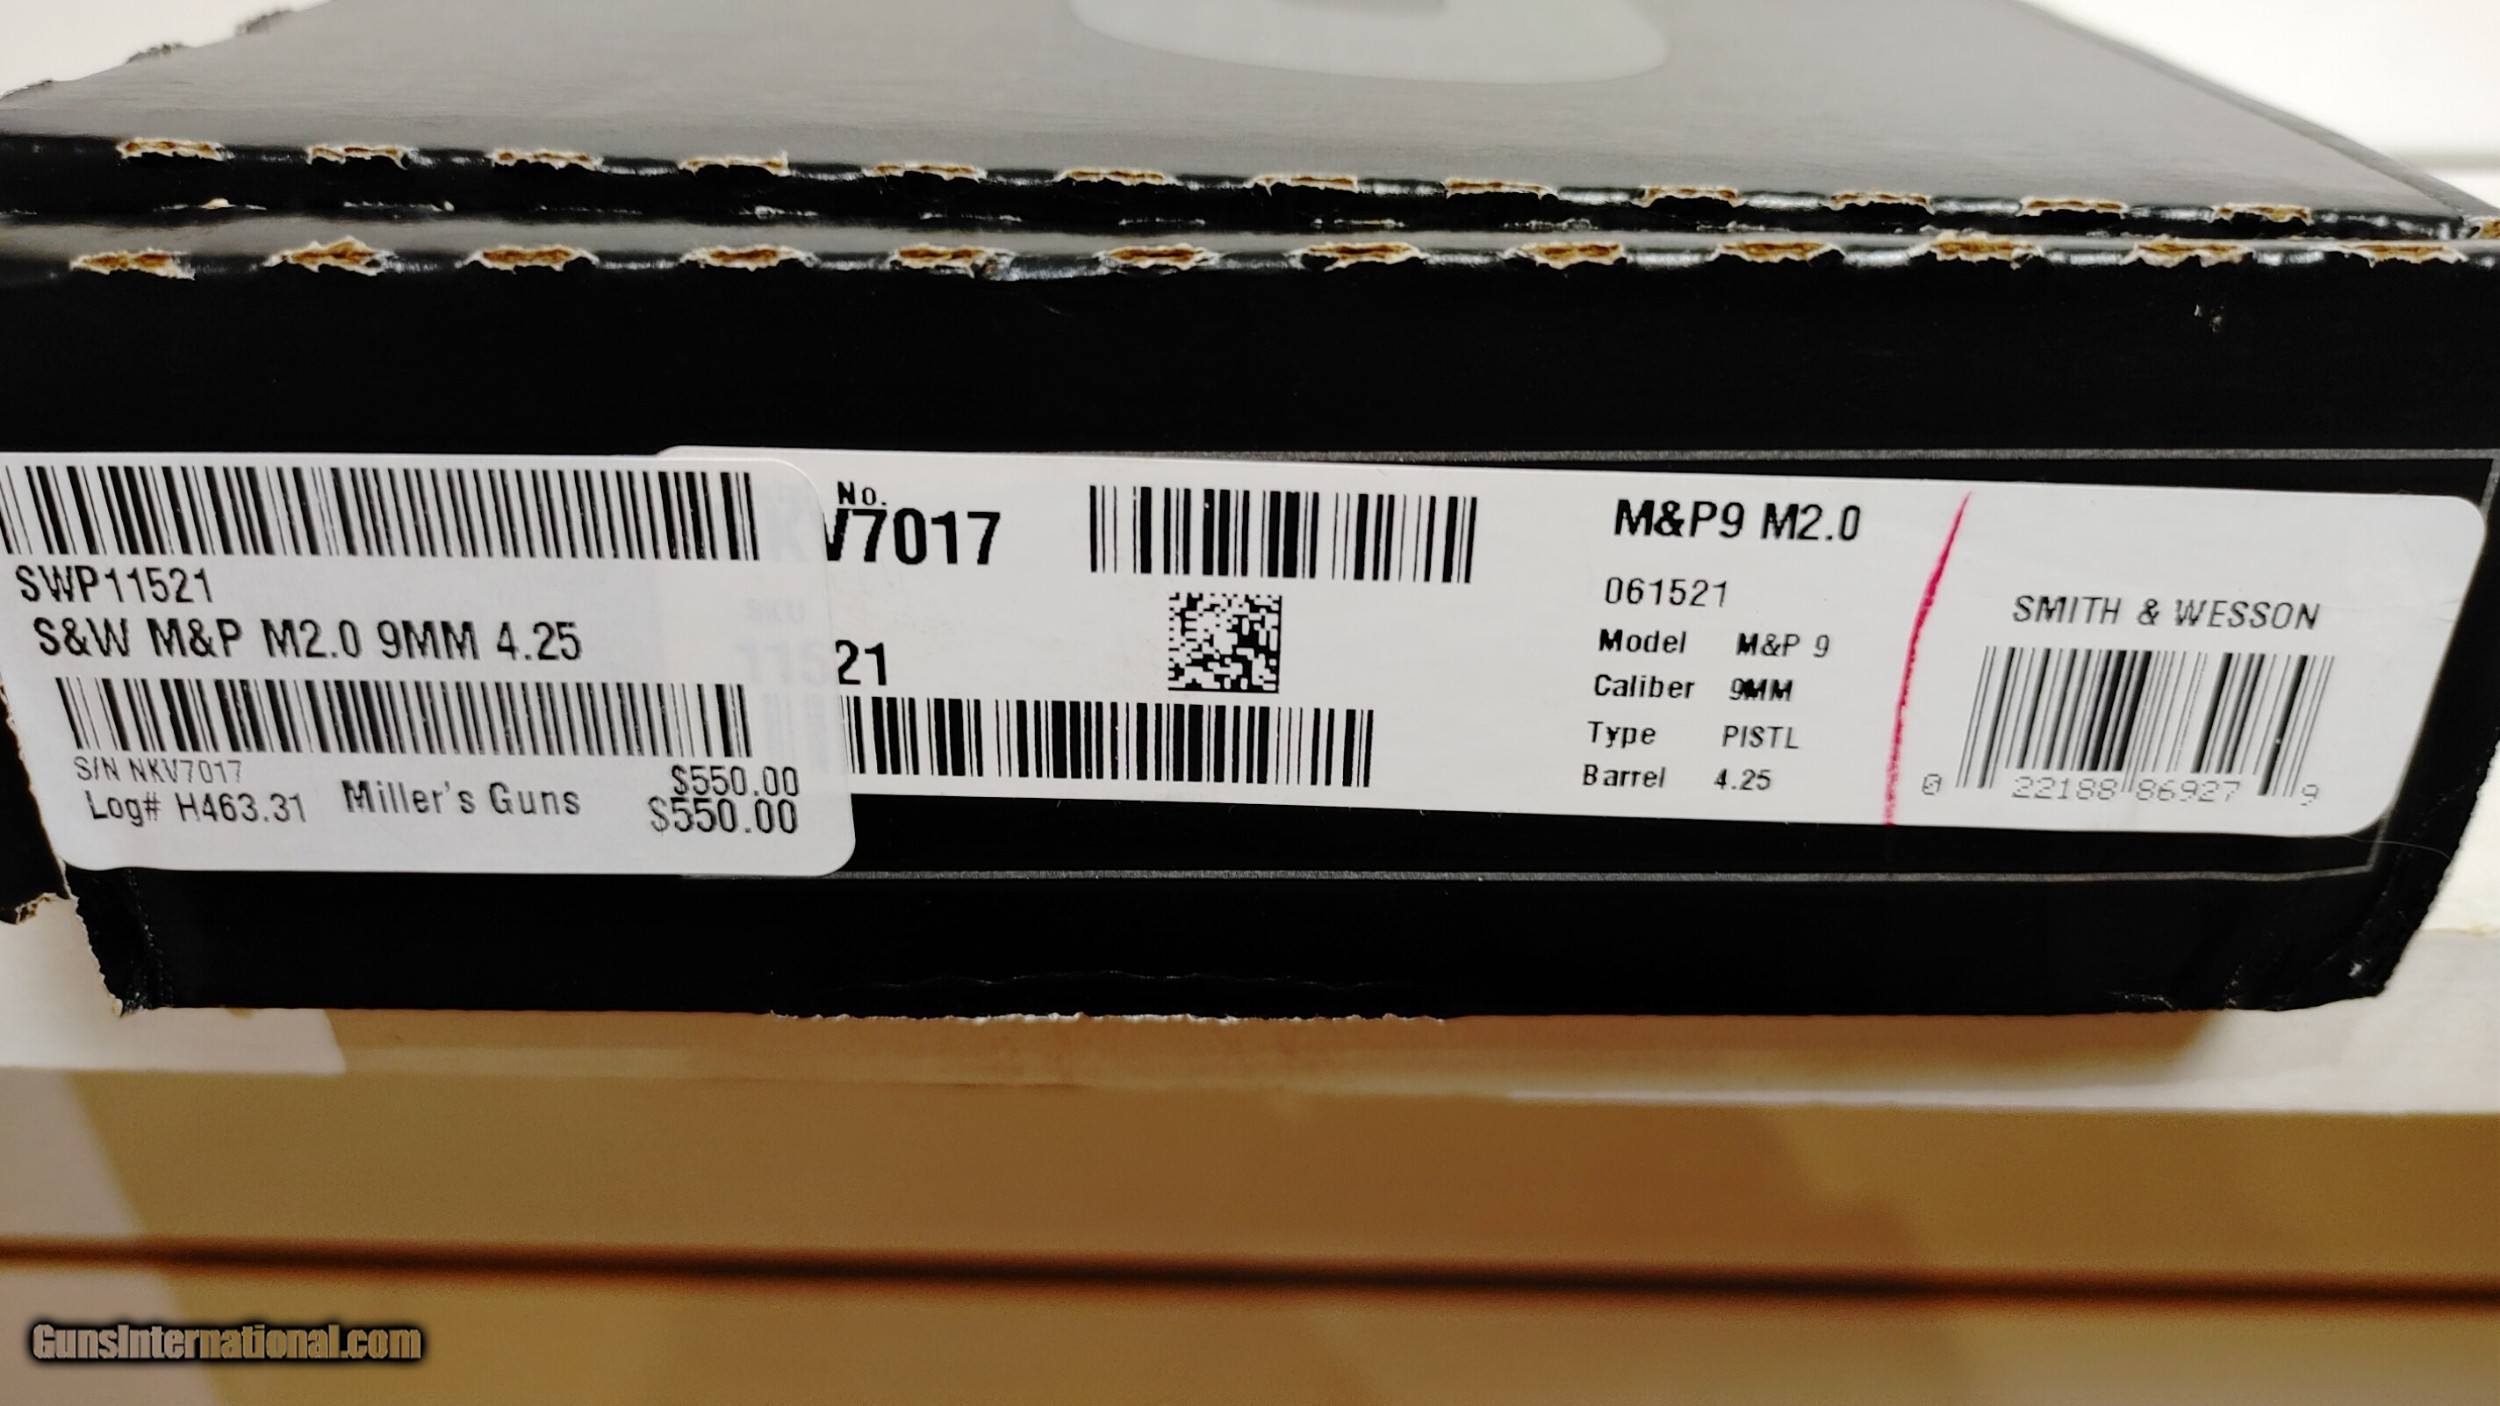 SWP11521
S&W M&P M2.0 9MM 4.25
S/N NKV7017
$550.00
Log# H463.31 Miller's Guns $550.00
No.
V7017
SKU
11521
M&P9 M2.0
061521
Model M&P 9
Caliber 9MM
Type PISTL
Barrel 4.25
SMITH & WESSON
0 22188 86927 9
GunsInternational.com